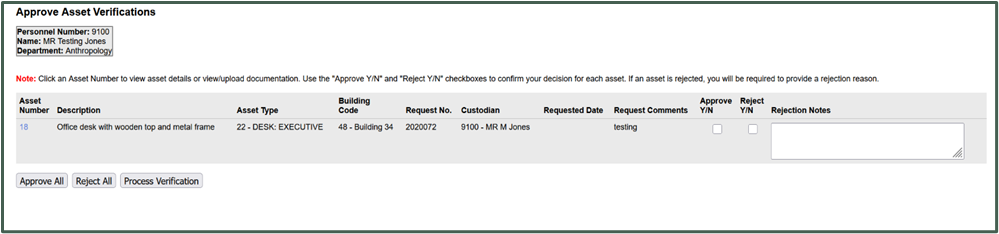 Approve Asset Verifications
Personnel Number: 9100
Name: MR Testing Jones
Department: Anthropology
Note: Click an Asset Number to view asset details or view/upload documentation. Use the "Approve Y/N" and "Reject Y/N" checkboxes to confirm your decision for each asset. If an asset is rejected, you will be required to provide a rejection reason.
Asset Number Description Asset Type Building Code Request No. Custodian Requested Date Request Comments Approve Y/N Reject Y/N Rejection Notes
18 Office desk with wooden top and metal frame 22 - DESK: EXECUTIVE 48 - Building 34 2020072 9100 - MR M Jones testing
Approve All Reject All Process Verification